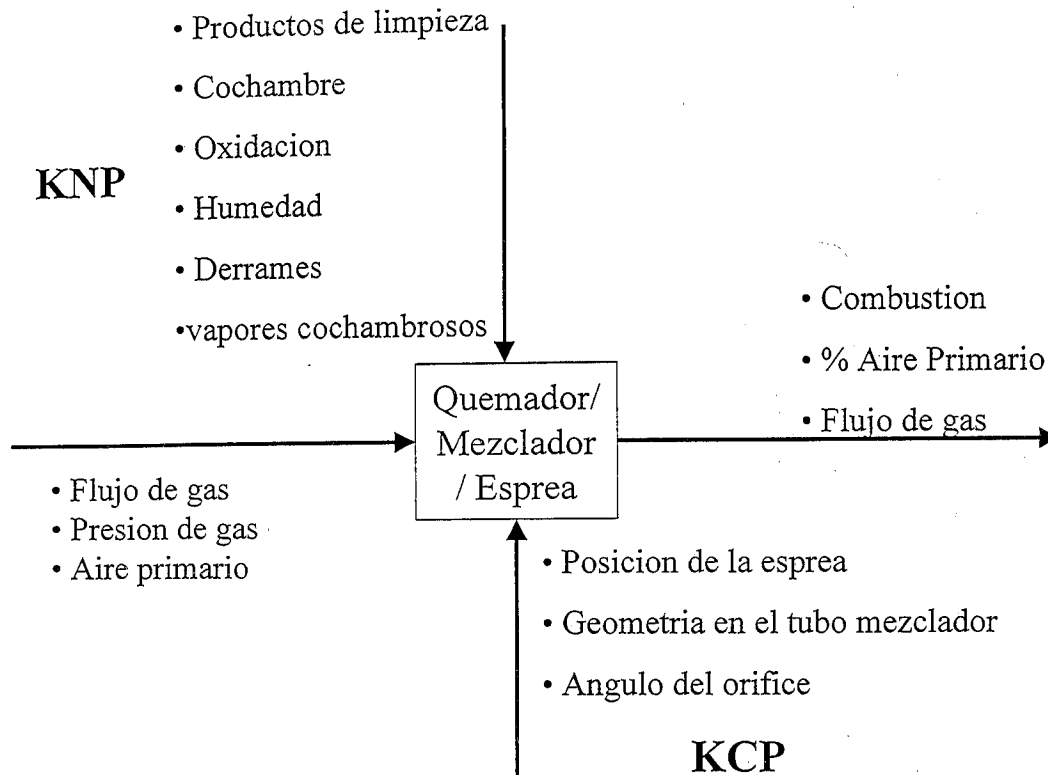 • Productos de limpieza
• Cochambre
• Oxidacion
KNP
• Humedad
• Derrames
•vapores cochambrosos
• Combustion
• % Aire Primario
• Flujo de gas
Quemador/
Mezclador
/ Esprea
• Flujo de gas
• Presion de gas
• Aire primario
• Posicion de la esprea
• Geometria en el tubo mezclador
• Angulo del orifice
KCP